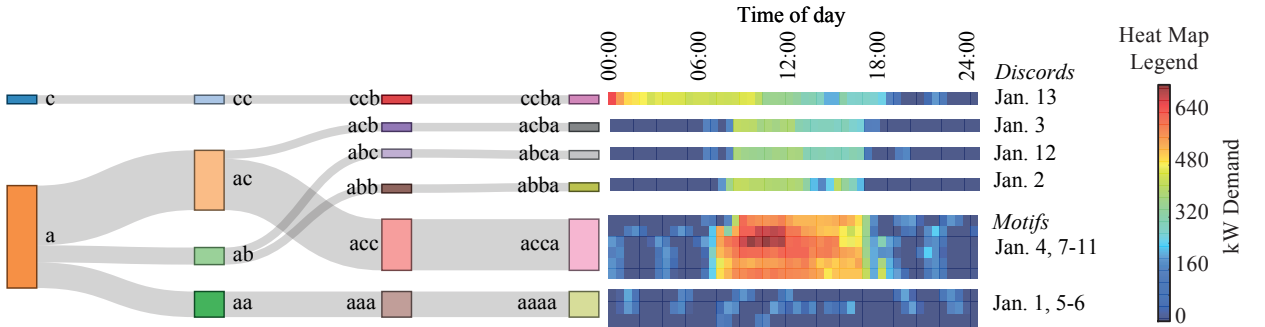 Time of day
00:00 06:00 12:00 18:00 24:00
Heat Map
Legend
Discords
c cc ccb ccba Jan. 13
acb acba Jan. 3
abc abca Jan. 12
ac abb abba Jan. 2
a
Motifs
acc acca Jan. 4, 7-11
ab
aa aaa aaaa Jan. 1, 5-6
640
480
320
160
0
kW Demand